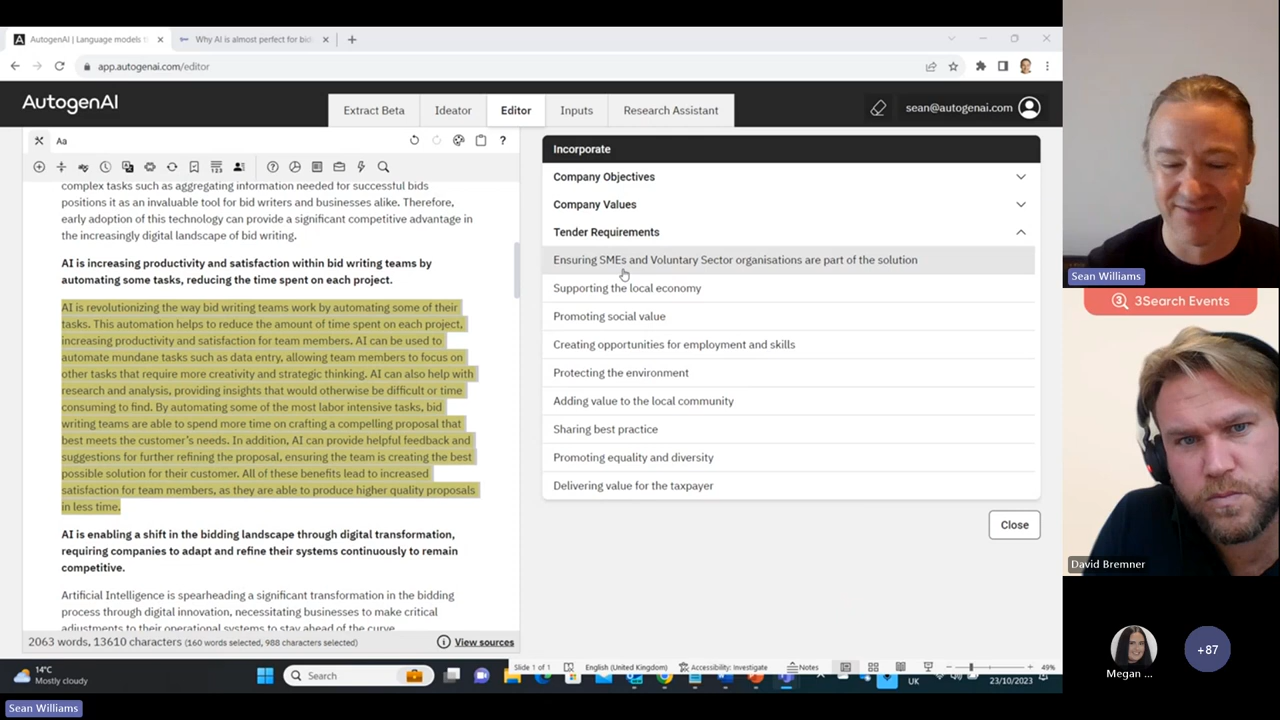 AutogenAI | Language models t
Why AI is almost perfect for bid
app.autogenai.com/editor
AutogenAI
Extract Beta
Ideator
Editor
Inputs
Research Assistant
sean@autogenai.com
Aa
?
complex tasks such as aggregating information needed for successful bids
positions it as an invaluable tool for bid writers and businesses alike. Therefore,
early adoption of this technology can provide a significant competitive advantage in
the increasingly digital landscape of bid writing.
AI is increasing productivity and satisfaction within bid writing teams by
automating some tasks, reducing the time spent on each project.
AI is revolutionizing the way bid writing teams work by automating some of their
tasks. This automation helps to reduce the amount of time spent on each project,
increasing productivity and satisfaction for team members. AI can be used to
automate mundane tasks such as data entry, allowing team members to focus on
other tasks that require more creativity and strategic thinking. AI can also help with
research and analysis, providing insights that would otherwise be difficult or time
consuming to find. By automating some of the most labor intensive tasks, bid
writing teams are able to spend more time on crafting a compelling proposal that
best meets the customer's needs. In addition, AI can provide helpful feedback and
suggestions for further refining the proposal, ensuring the team is creating the best
possible solution for their customer. All of these benefits lead to increased
satisfaction for team members, as they are able to produce higher quality proposals
in less time.
AI is enabling a shift in the bidding landscape through digital transformation,
requiring companies to adapt and refine their systems continuously to remain
competitive.
Artificial Intelligence is spearheading a significant transformation in the bidding
process through digital innovation, necessitating businesses to make critical
adjustments to their operational systems to stay ahead of the curve.
2063 words, 13610 characters (160 words selected, 988 characters selected)
View sources
Incorporate
Company Objectives
Company Values
Tender Requirements
Ensuring SMEs and Voluntary Sector organisations are part of the solution
Supporting the local economy
Promoting social value
Creating opportunities for employment and skills
Protecting the environment
Adding value to the local community
Sharing best practice
Promoting equality and diversity
Delivering value for the taxpayer
Close
Slide 1 of 1
English (United Kingdom)
Accessibility: Investigate
Notes
49%
14°C
Mostly cloudy
Search
UK
23/10/2023
Sean Williams
Sean Williams
3Search Events
David Bremner
Megan ...
+87